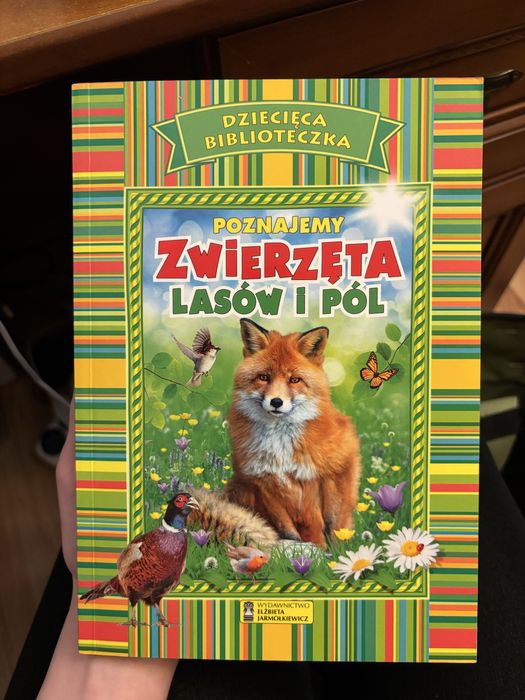 DZIECIĘCA
BIBLIOTECZKA
POZNAJEMY
ZWIERZĘTA
LASÓW i PÓL
WYDAWNICTWO
ELŻBIETA
JARMOŁKIEWICZ